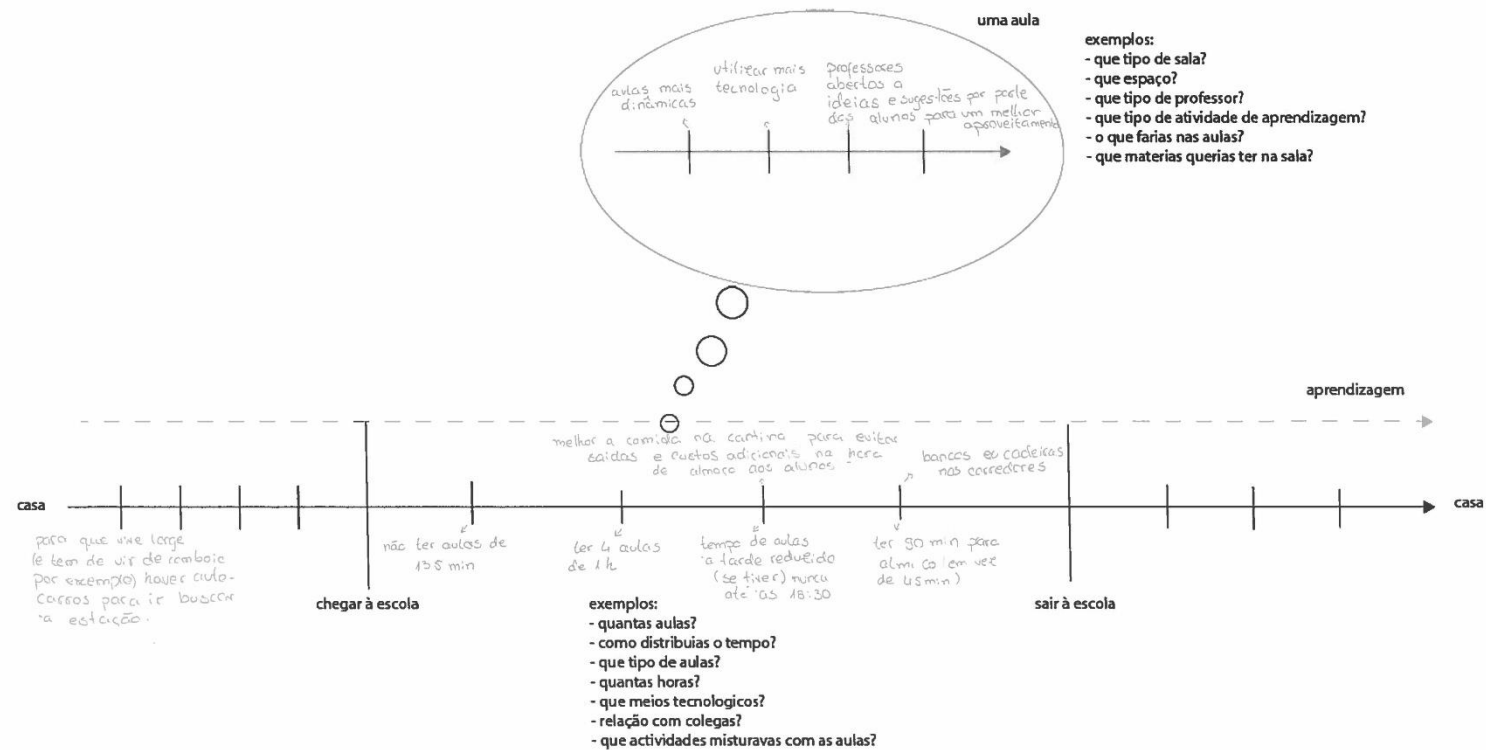 uma aula
exemplos:
- que tipo de sala?
- que espaço?
- que tipo de professor?
- que tipo de atividade de aprendizagem?
- o que farias nas aulas?
- que materias querias ter na sala?
aulas mais
dinâmicas
utilizar mais
tecnologia
professores
abertos a
ideias e sugestões por parte
dos alunos para um melhor
aproveitamento
aprendizagem
melhor a comida na cantina para evitar
saidas e custos adicionais na hora
de almoço aos alunos
bancos ou cadeiras
nos corredores
casa
casa
para que vive longe
(e tem de vir de comboio
por exemplo) haver auto-
carros para ir buscar
à estação.
chegar à escola
não ter aulas de
135 min
ter 4 aulas
de 1h
tempo de aulas
à tarde reduzido
(se tiver) nunca
até às 18:30
ter 90 min para
almoço (em vez
de 45min)
sair à escola
exemplos:
- quantas aulas?
- como distribuias o tempo?
- que tipo de aulas?
- quantas horas?
- que meios tecnologicos?
- relação com colegas?
- que actividades misturavas com as aulas?